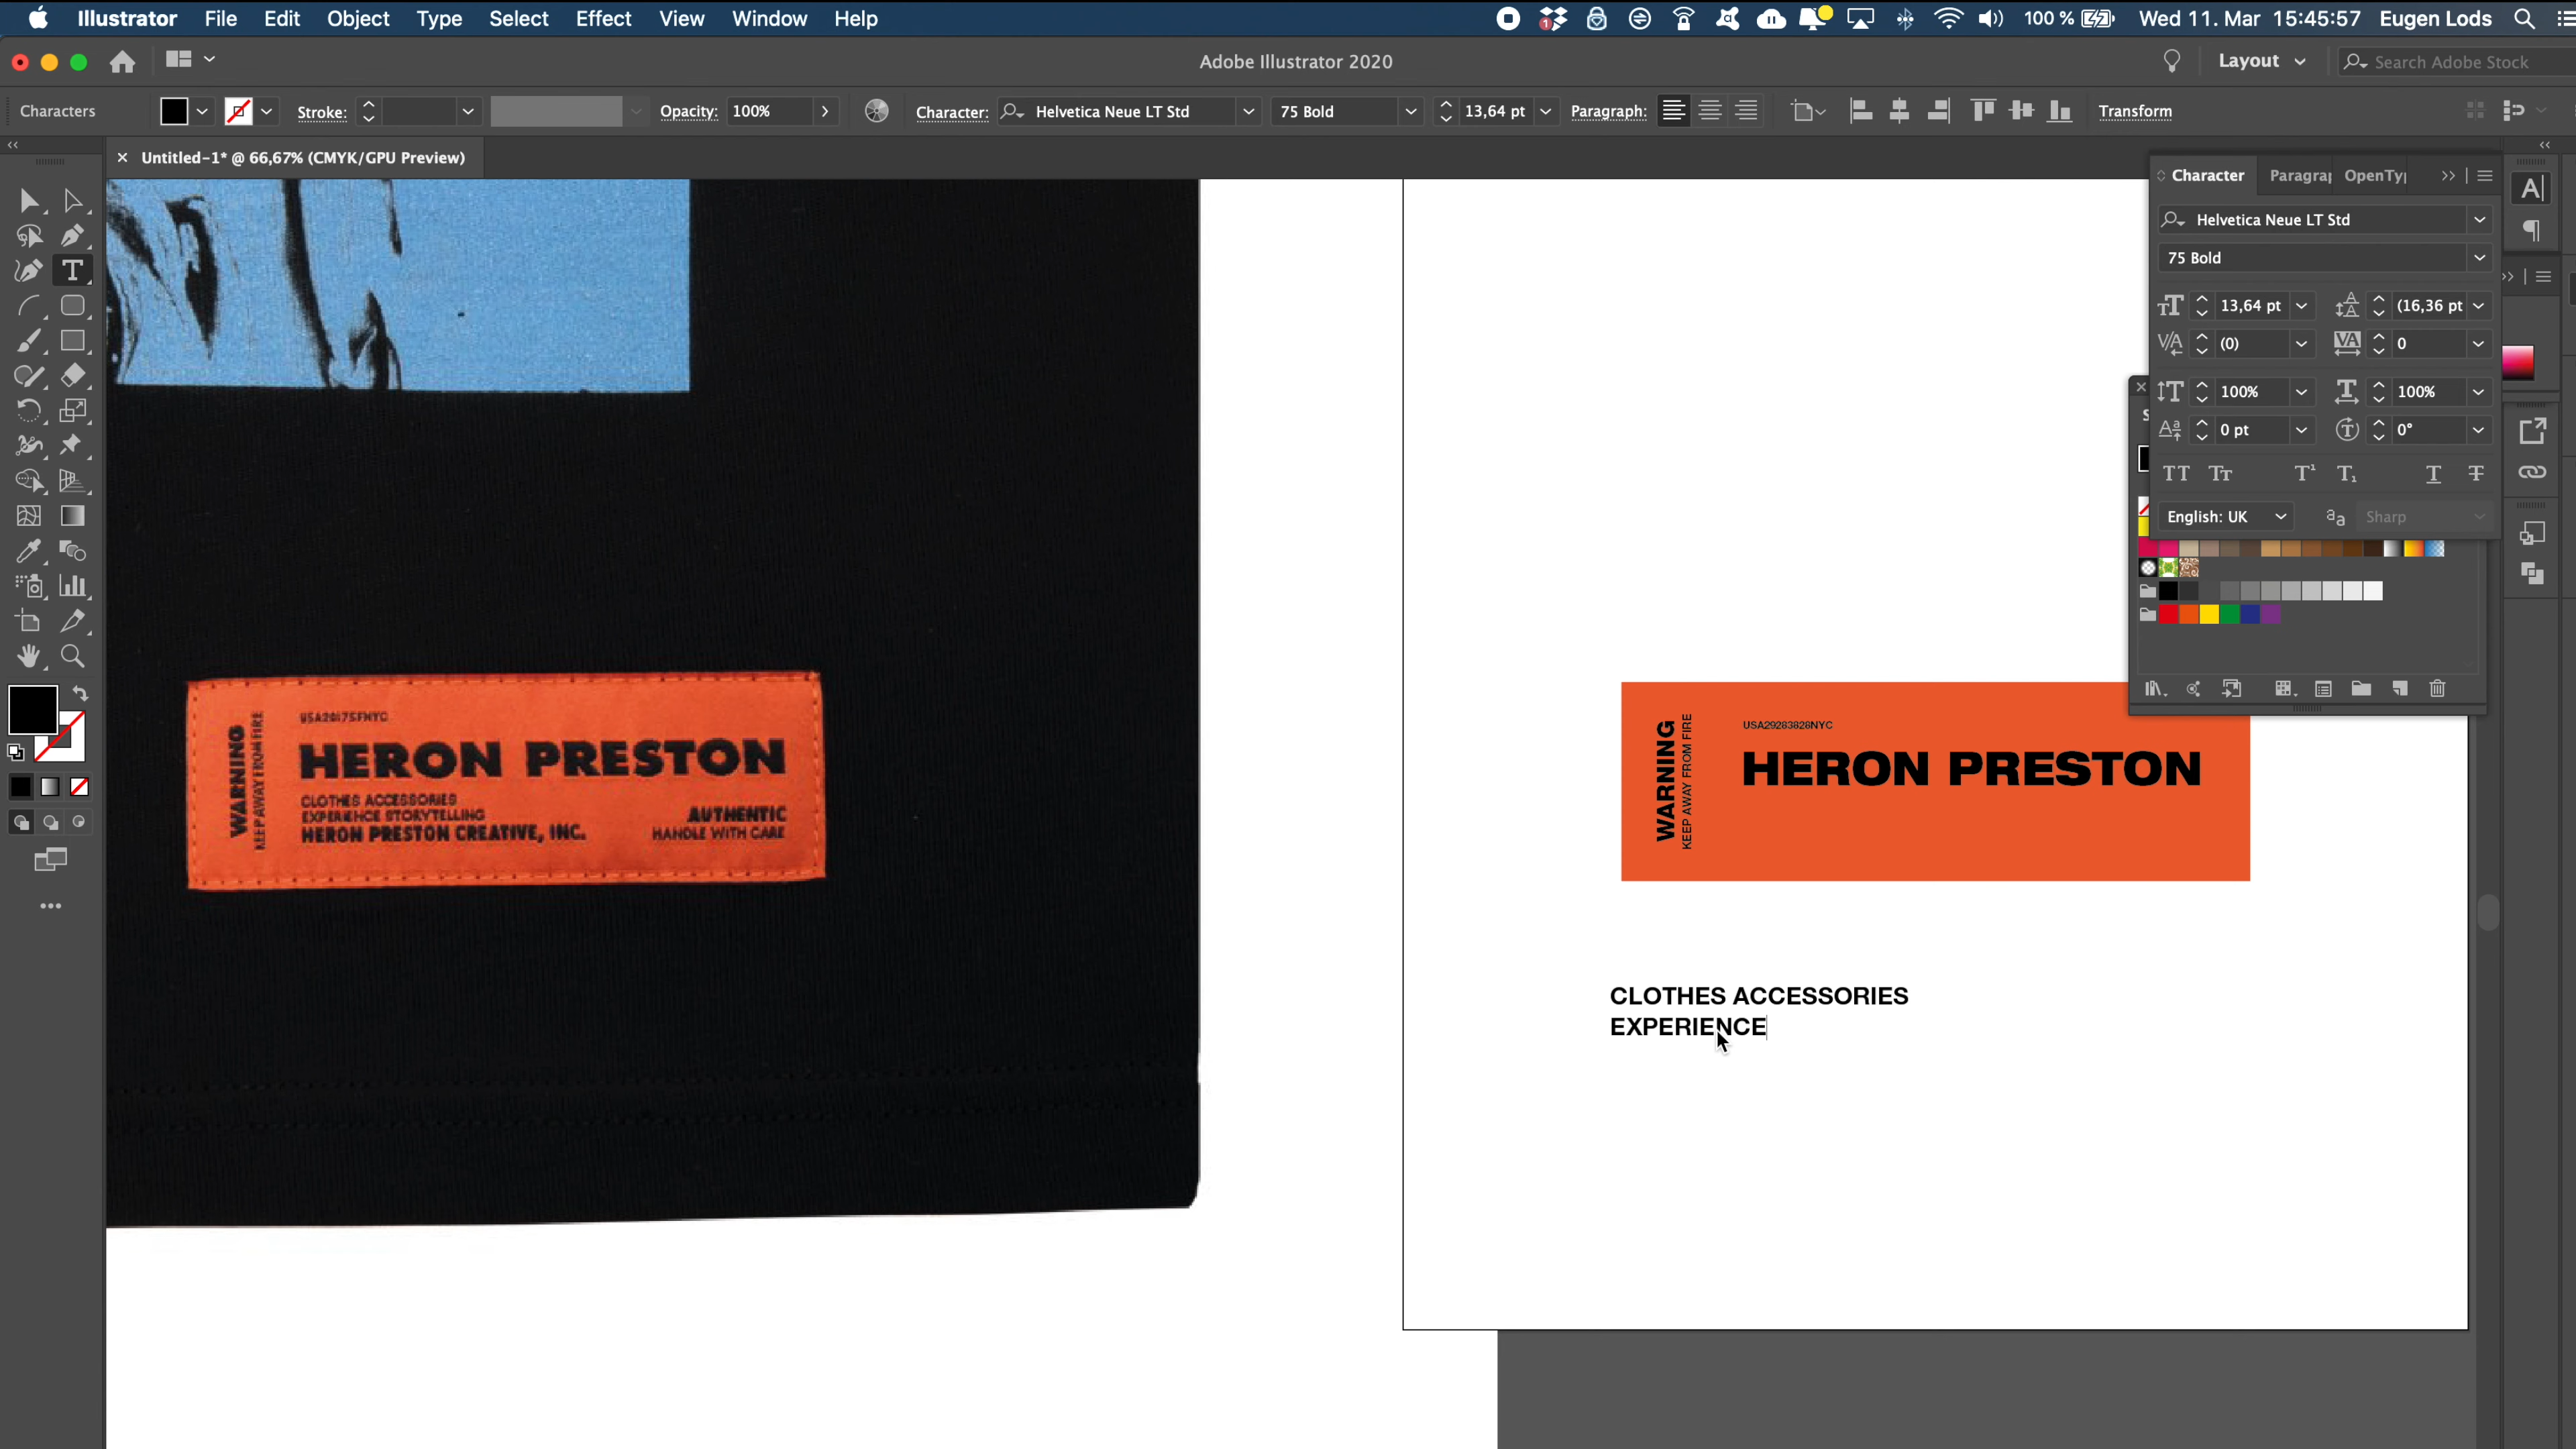 Illustrator File Edit Object Type Select Effect View Window Help
1
100 % Wed 11. Mar 15:45:57 Eugen Lods
Adobe Illustrator 2020
Layout
Search Adobe Stock
Characters
Stroke:
Opacity: 100%
Character: Helvetica Neue LT Std
75 Bold
13,64 pt
Paragraph:
Transform
× Untitled-1* @ 66,67% (CMYK/GPU Preview)
Character Paragrap OpenTy
Helvetica Neue LT Std
75 Bold
13,64 pt (16,36 pt
(0) 0
100% 100%
0 pt 0°
English: UK Sharp
WARNING
KEEP AWAY FROM FIRE
HERON PRESTON
CLOTHES ACCESSORIES
EXPERIENCE STORYTELLING
HERON PRESTON CREATIVE, INC.
AUTHENTIC
HANDLE WITH CARE
WARNING
KEEP AWAY FROM FIRE
USA29283828NYC
HERON PRESTON
CLOTHES ACCESSORIES
EXPERIENCE